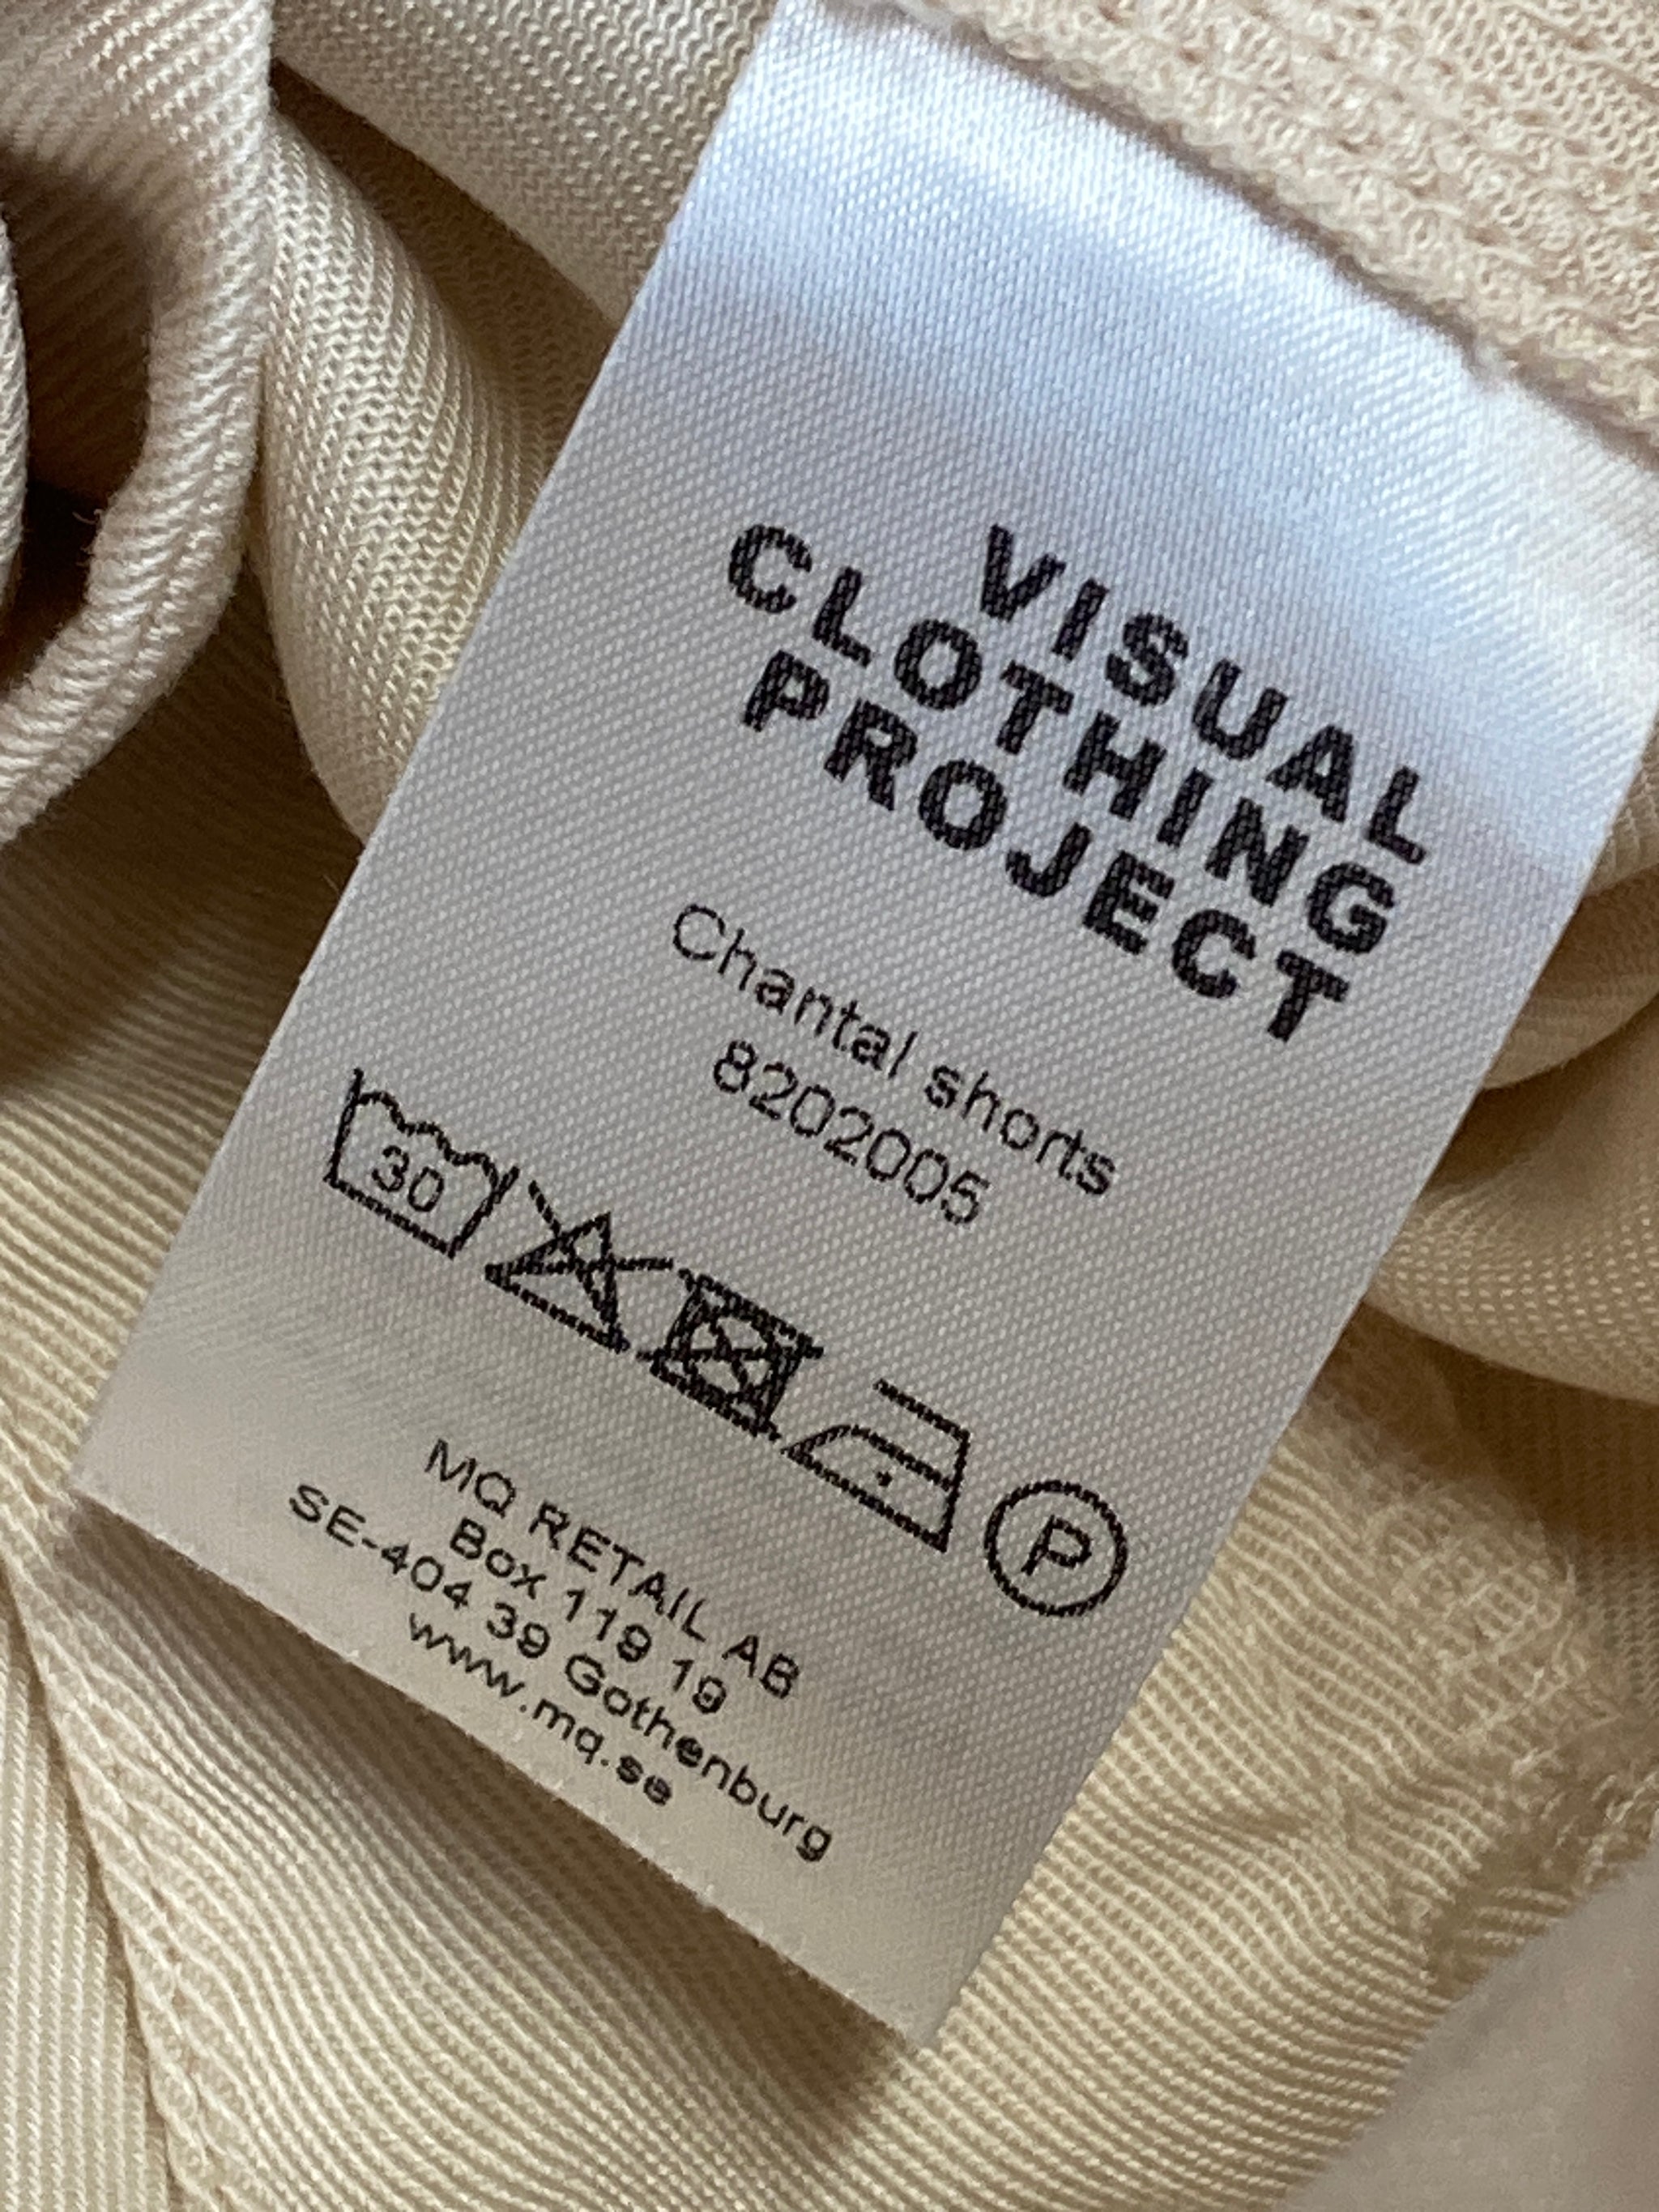 VISUAL
CLOTHING
PROJECT
Chantal shorts
8202005
30
P
MQ RETAIL AB
Box 119 19
SE-404 39 Gothenburg
www.mq.se